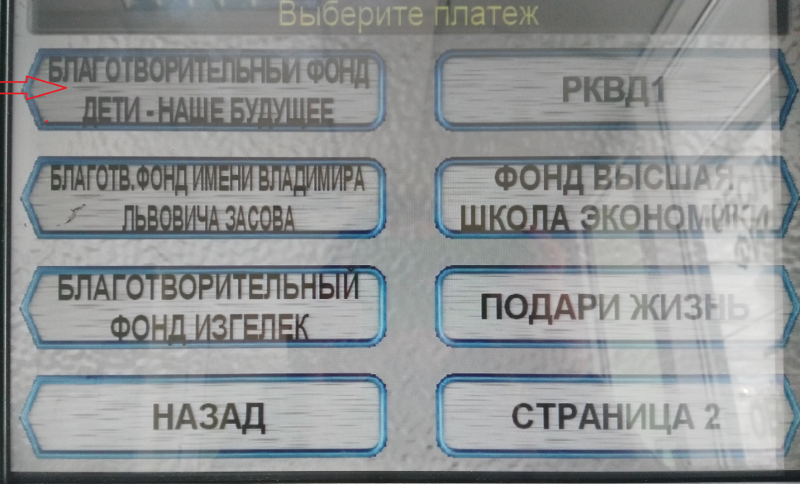 Выберите платеж
БЛАГОТВОРИТЕЛЬНЫЙ ФОНД
ДЕТИ - НАШЕ БУДУЩЕЕ
РКВД1
БЛАГОТВ.ФОНД ИМЕНИ ВЛАДИМИРА
ЛЬВОВИЧА ЗАСОВА
ФОНД ВЫСШАЯ
ШКОЛА ЭКОНОМИКИ
БЛАГОТВОРИТЕЛЬНЫЙ
ФОНД ИЗГЕЛЕК
ПОДАРИ ЖИЗНЬ
НАЗАД
СТРАНИЦА 2